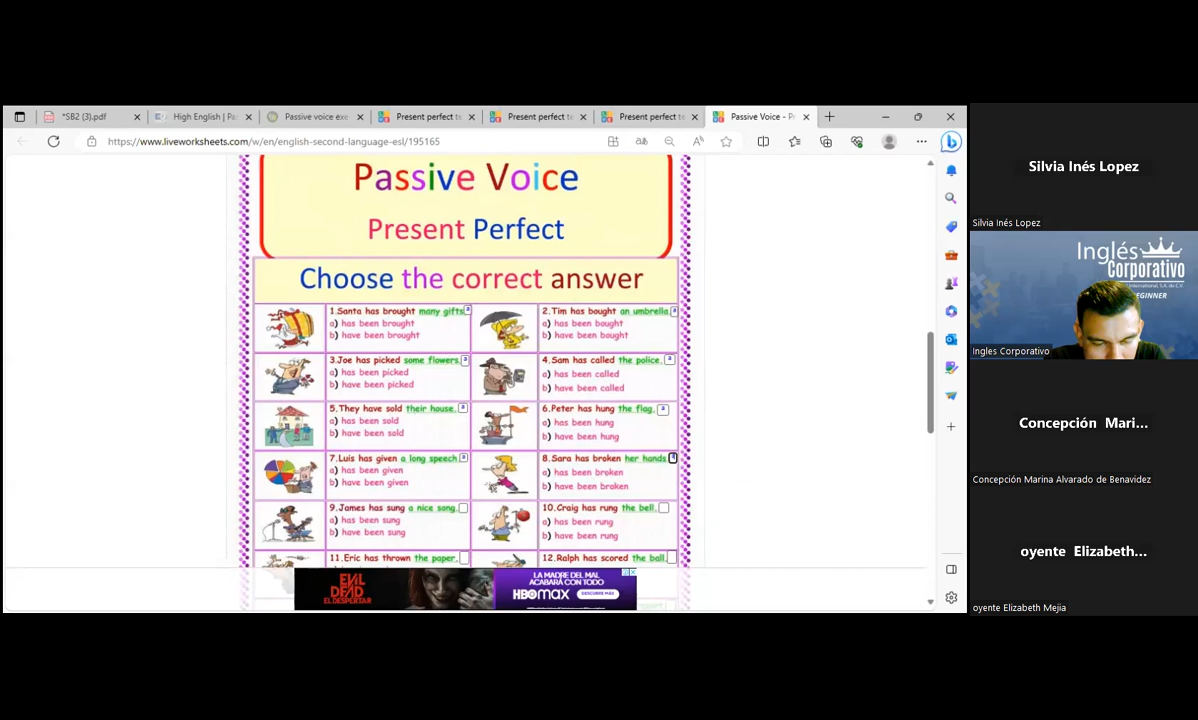 *SB2 (3).pdf
High English | Pa
Passive voice exe
Present perfect te
Present perfect te
Present perfect te
Passive Voice - Pr
https://www.liveworksheets.com/w/en/english-second-language-esl/195165
Passive Voice
Present Perfect
Choose the correct answer
1.Santa has brought many gifts.
a) has been brought
b) have been brought
2.Tim has bought an umbrella.
a) has been bought
b) have been bought
3.Joe has picked some flowers.
a) has been picked
b) have been picked
4.Sam has called the police.
a) has been called
b) have been called
5.They have sold their house.
a) has been sold
b) have been sold
6.Peter has hung the flag.
a) has been hung
b) have been hung
7.Luis has given a long speech.
a) has been given
b) have been given
8.Sara has broken her hands.
a) has been broken
b) have been broken
9.James has sung a nice song.
a) has been sung
b) have been sung
10.Craig has rung the bell.
a) has been rung
b) have been rung
11.Eric has thrown the paper.
12.Ralph has scored the ball.
EVIL
DEAD
EL DESPERTAR
LA MADRE DEL MAL
ACABARÁ CON TODO
HBOMAX
DESCUBRE MÁS
Silvia Inés Lopez
Silvia Inés Lopez
Inglés
Corporativo
International, S.A. de C.V.
BEGINNER
Ingles Corporativo
Concepción Mari...
Concepción Marina Alvarado de Benavidez
oyente Elizabeth...
oyente Elizabeth Mejia